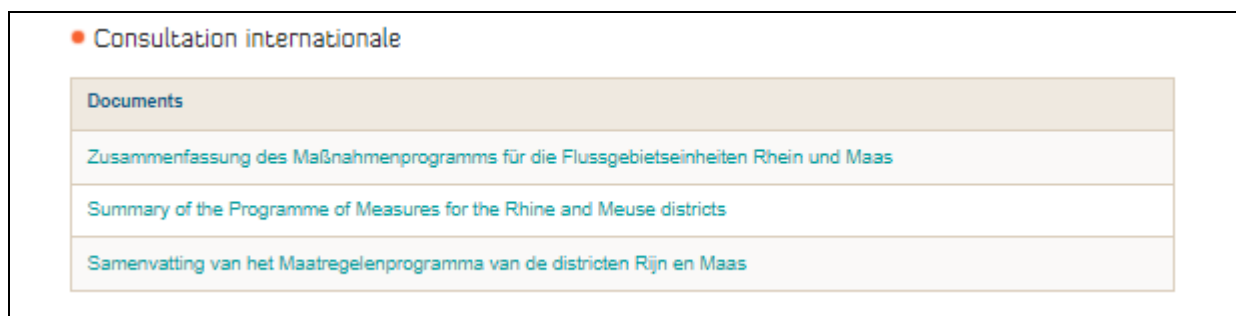 Consultation internationale
Documents
Zusammenfassung des Maßnahmenprogramms für die Flussgebietseinheiten Rhein und Maas
Summary of the Programme of Measures for the Rhine and Meuse districts
Samenvatting van het Maatregelenprogramma van de districten Rijn en Maas